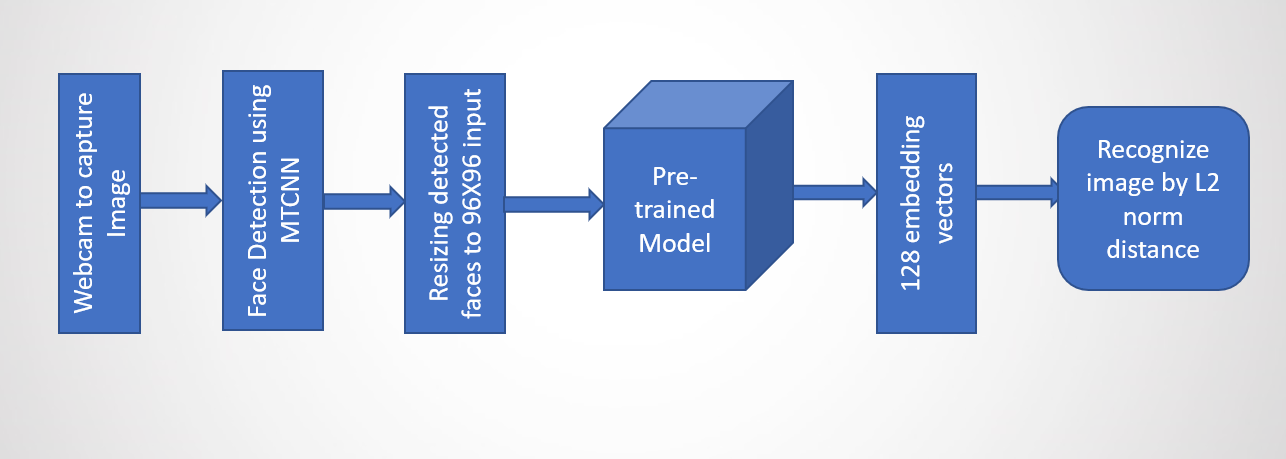 Webcam to capture
Image
Face Detection using
MTCNN
Resizing detected
faces to 96X96 input
Pre-
trained
Model
128 embedding
vectors
Recognize
image by L2
norm
distance